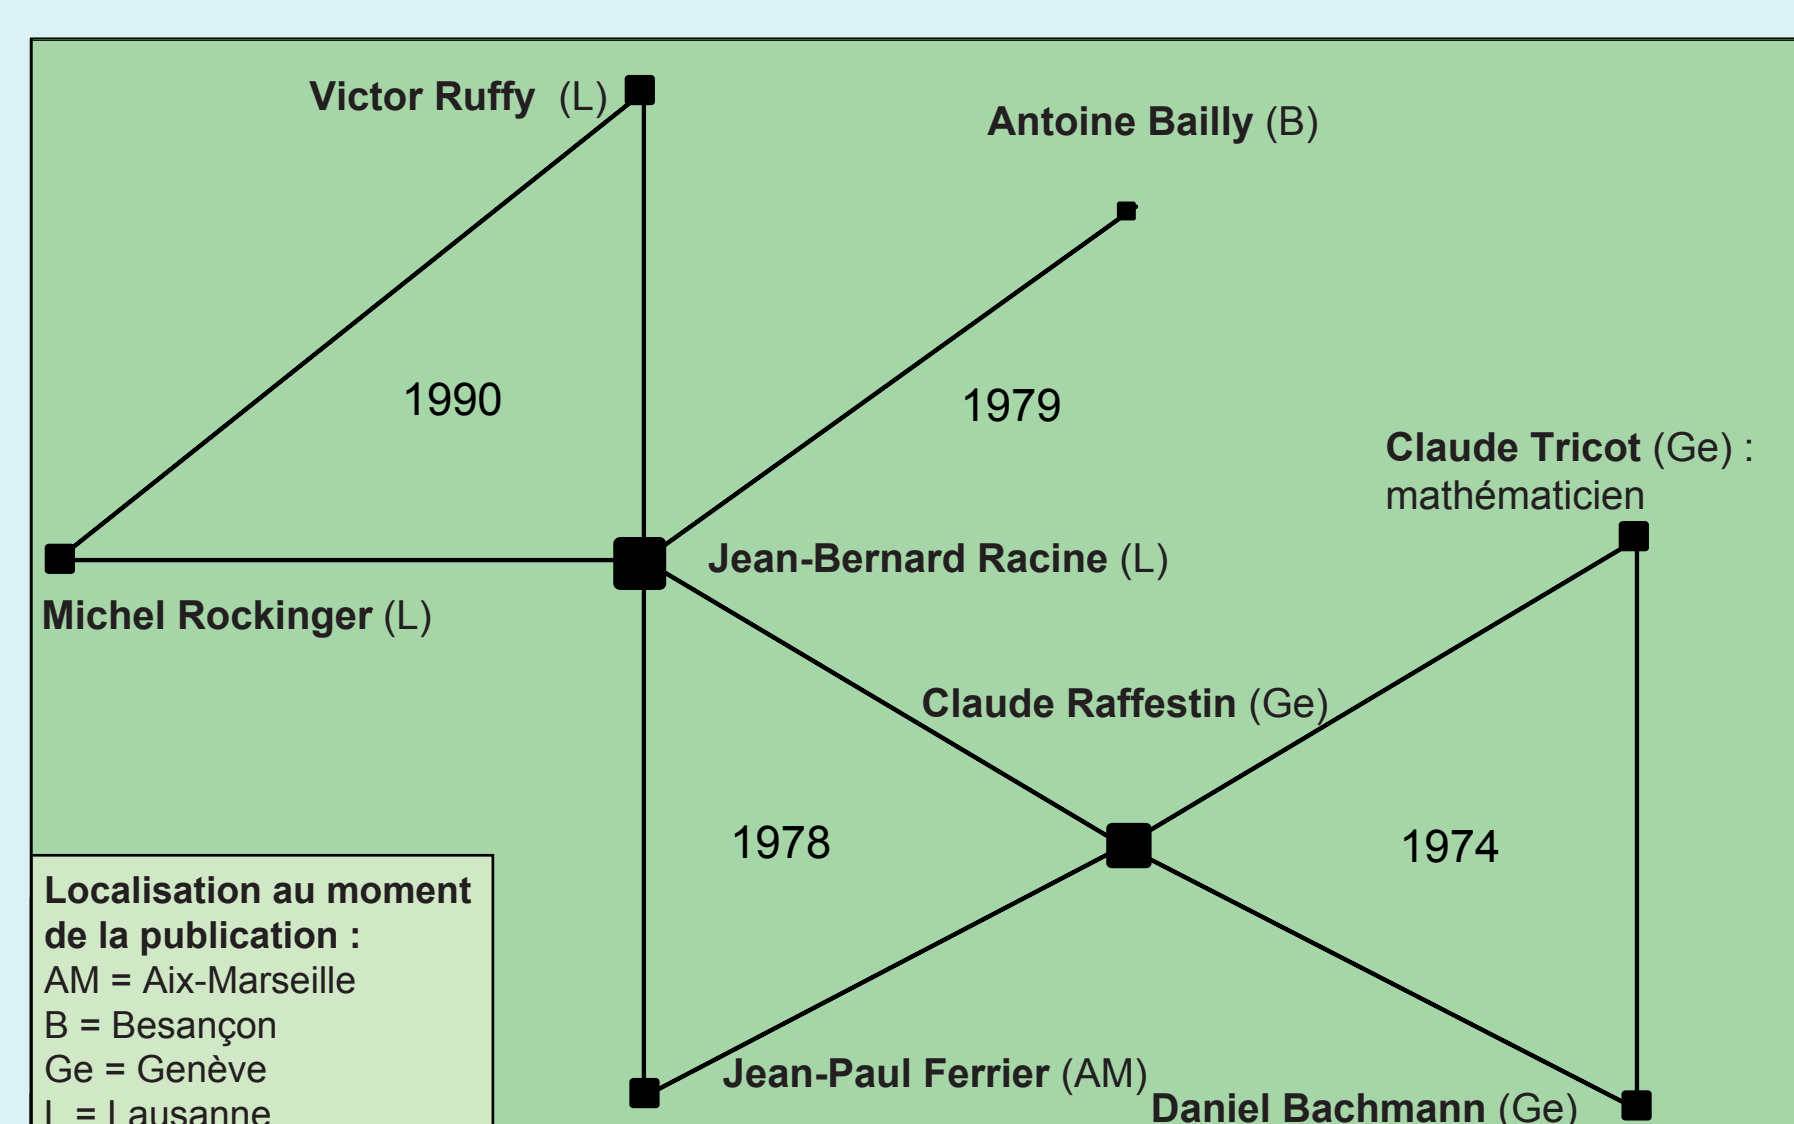 Victor Ruffy (L)
Antoine Bailly (B)
1990
1979
Claude Tricot (Ge) :
mathématicien
Jean-Bernard Racine (L)
Michel Rockinger (L)
Claude Raffestin (Ge)
1978
1974
Localisation au moment
de la publication :
AM = Aix-Marseille
B = Besançon
Ge = Genève
L = Lausanne
Jean-Paul Ferrier (AM)
Daniel Bachmann (Ge)